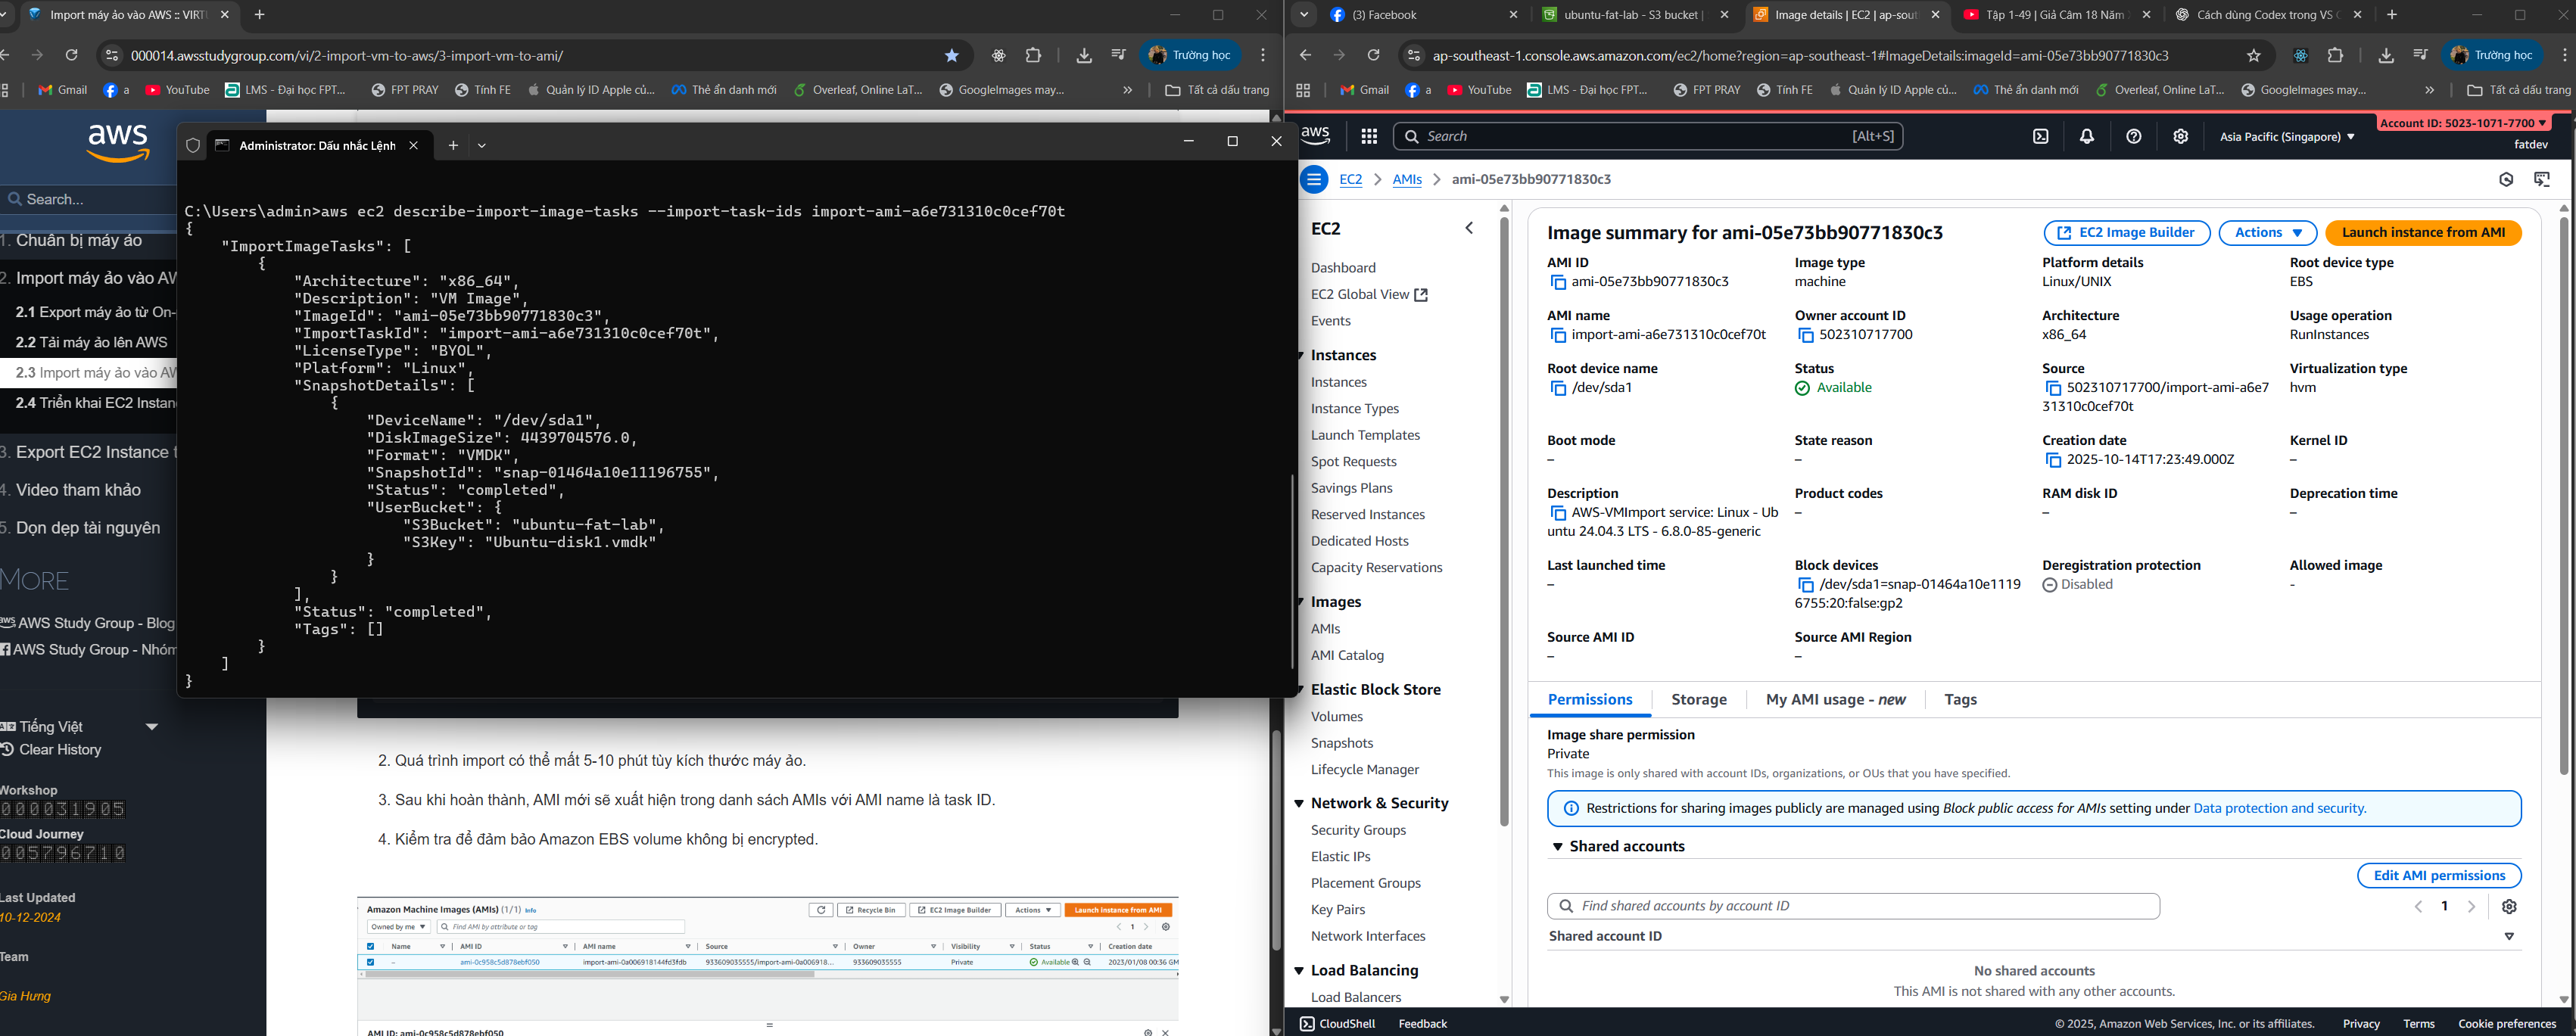 Import máy ảo vào AWS :: VIRTU
000014.awsstudygroup.com/vi/2-import-vm-to-aws/3-import-vm-to-ami/
Trường học
Gmail
a
YouTube
LMS - Đại học FPT...
FPT PRAY
Tính FE
Quản lý ID Apple củ...
Thẻ ẩn danh mới
Overleaf, Online LaT...
GoogleImages may...
»
Tất cả dấu trang
aws
Search...
1. Chuẩn bị máy ảo
2. Import máy ảo vào AW
2.1 Export máy ảo từ On-
2.2 Tải máy ảo lên AWS
2.3 Import máy ảo vào AW
2.4 Triển khai EC2 Instan
3. Export EC2 Instance t
4. Video tham khảo
5. Dọn dẹp tài nguyên
MORE
aws AWS Study Group - Blog
AWS Study Group - Nhóm
Tiếng Việt
Clear History
Workshop
000031905
Cloud Journey
005796710
Last Updated
10-12-2024
Team
Gia Hưng
Administrator: Dấu nhắc Lệnh
C:\Users\admin>aws ec2 describe-import-image-tasks --import-task-ids import-ami-a6e731310c0cef70t
{
"ImportImageTasks": [
{
"Architecture": "x86_64",
"Description": "VM Image",
"ImageId": "ami-05e73bb90771830c3",
"ImportTaskId": "import-ami-a6e731310c0cef70t",
"LicenseType": "BYOL",
"Platform": "Linux",
"SnapshotDetails": [
{
"DeviceName": "/dev/sda1",
"DiskImageSize": 4439704576.0,
"Format": "VMDK",
"SnapshotId": "snap-01464a10e11196755",
"Status": "completed",
"UserBucket": {
"S3Bucket": "ubuntu-fat-lab",
"S3Key": "Ubuntu-disk1.vmdk"
}
}
],
"Status": "completed",
"Tags": []
}
]
}
2. Quá trình import có thể mất 5-10 phút tùy kích thước máy ảo.
3. Sau khi hoàn thành, AMI mới sẽ xuất hiện trong danh sách AMIs với AMI name là task ID.
4. Kiểm tra để đảm bảo Amazon EBS volume không bị encrypted.
Amazon Machine Images (AMIs) (1/1) Info
Recycle Bin
EC2 Image Builder
Actions
Launch instance from AMI
Owned by me
Find AMI by attribute or tag
1
Name
AMI ID
AMI name
Source
Owner
Visibility
Status
Creation date
–
ami-0c958c5d878ebf050
import-ami-0a006918144fd3fdb
933609035555/import-ami-0a006918...
933609035555
Private
Available
2023/01/08 00:36 GM
AMI ID: ami-0c958c5d878ebf050
(3) Facebook
ubuntu-fat-lab - S3 bucket |
Image details | EC2 | ap-sout
Tập 1-49 | Giả Câm 18 Năm
Cách dùng Codex trong VS C
ap-southeast-1.console.aws.amazon.com/ec2/home?region=ap-southeast-1#ImageDetails:imageId=ami-05e73bb90771830c3
Trường học
Gmail
a
YouTube
LMS - Đại học FPT...
FPT PRAY
Tính FE
Quản lý ID Apple củ...
Thẻ ẩn danh mới
Overleaf, Online LaT...
GoogleImages may...
»
Tất cả dấu trang
aws
Search
[Alt+S]
Asia Pacific (Singapore)
Account ID: 5023-1071-7700
fatdev
EC2
AMIs
ami-05e73bb90771830c3
EC2
Dashboard
EC2 Global View
Events
Instances
Instances
Instance Types
Launch Templates
Spot Requests
Savings Plans
Reserved Instances
Dedicated Hosts
Capacity Reservations
Images
AMIs
AMI Catalog
Elastic Block Store
Volumes
Snapshots
Lifecycle Manager
Network & Security
Security Groups
Elastic IPs
Placement Groups
Key Pairs
Network Interfaces
Load Balancing
Load Balancers
Image summary for ami-05e73bb90771830c3
EC2 Image Builder
Actions
Launch instance from AMI
AMI ID
ami-05e73bb90771830c3
Image type
machine
Platform details
Linux/UNIX
Root device type
EBS
AMI name
import-ami-a6e731310c0cef70t
Owner account ID
502310717700
Architecture
x86_64
Usage operation
RunInstances
Root device name
/dev/sda1
Status
Available
Source
502310717700/import-ami-a6e7
31310c0cef70t
Virtualization type
hvm
Boot mode
–
State reason
–
Creation date
2025-10-14T17:23:49.000Z
Kernel ID
–
Description
AWS-VMImport service: Linux - Ub
untu 24.04.3 LTS - 6.8.0-85-generic
Product codes
–
RAM disk ID
–
Deprecation time
–
Last launched time
–
Block devices
/dev/sda1=snap-01464a10e1119
6755:20:false:gp2
Deregistration protection
Disabled
Allowed image
-
Source AMI ID
–
Source AMI Region
–
Permissions
Storage
My AMI usage - new
Tags
Image share permission
Private
This image is only shared with account IDs, organizations, or OUs that you have specified.
Restrictions for sharing images publicly are managed using Block public access for AMIs setting under Data protection and security.
Shared accounts
Edit AMI permissions
Find shared accounts by account ID
1
Shared account ID
No shared accounts
This AMI is not shared with any other accounts.
CloudShell
Feedback
© 2025, Amazon Web Services, Inc. or its affiliates.
Privacy
Terms
Cookie preferences